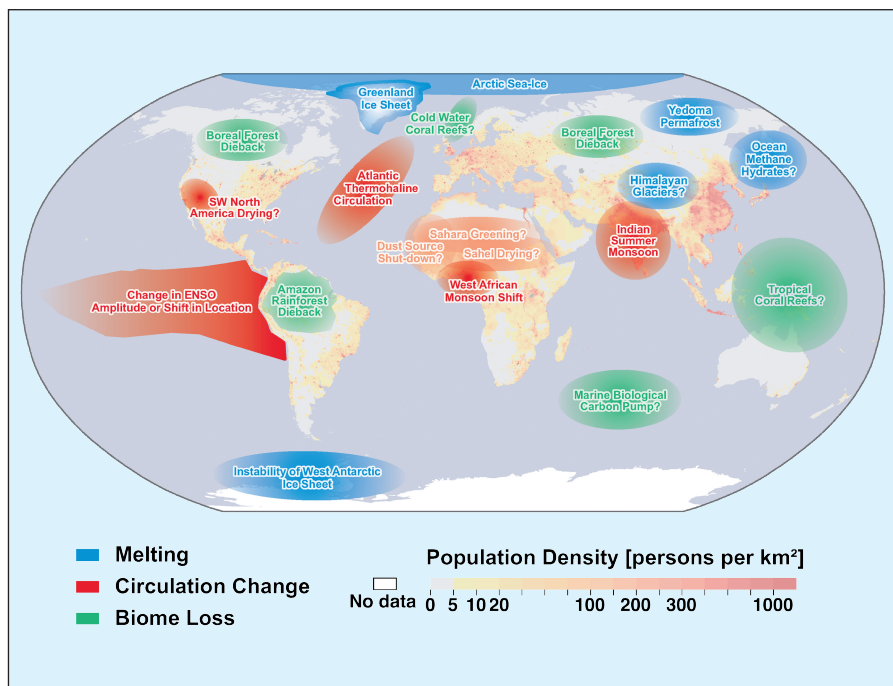 Arctic Sea-Ice
Greenland
Ice Sheet
Cold Water
Coral Reefs?
Yedoma
Permafrost
Boreal Forest
Dieback
Boreal Forest
Dieback
Ocean
Methane
Hydrates?
Atlantic
Thermohaline
Circulation
Himalayan
Glaciers?
SW North
America Drying?
Sahara Greening?
Dust Source
Shut-down?
Sahel Drying?
Indian
Summer
Monsoon
West African
Monsoon Shift
Change in ENSO
Amplitude or Shift in Location
Amazon
Rainforest
Dieback
Tropical
Coral Reefs?
Marine Biological
Carbon Pump?
Instability of West Antarctic
Ice Sheet
Melting
Circulation Change
Biome Loss
Population Density [persons per km²]
No data
0 5 10 20 100 200 300 1000